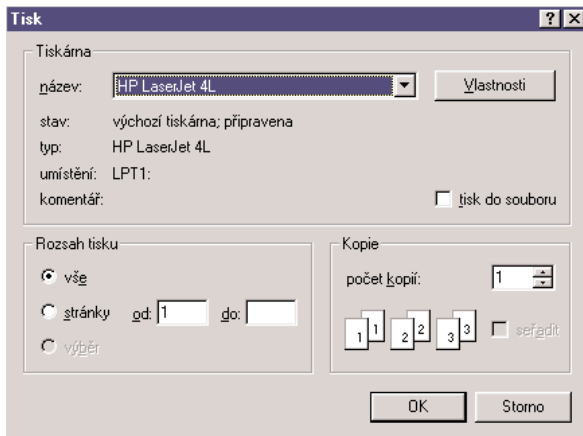 Tisk
Tiskárna
název: HP LaserJet 4L Vlastnosti
stav: výchozí tiskárna; připravena
typ: HP LaserJet 4L
umístění: LPT1:
komentář: tisk do souboru
Rozsah tisku
vše
stránky od: 1 do:
výběr
Kopie
počet kopií: 1
1 1 2 2 3 3 seřadit
OK Storno